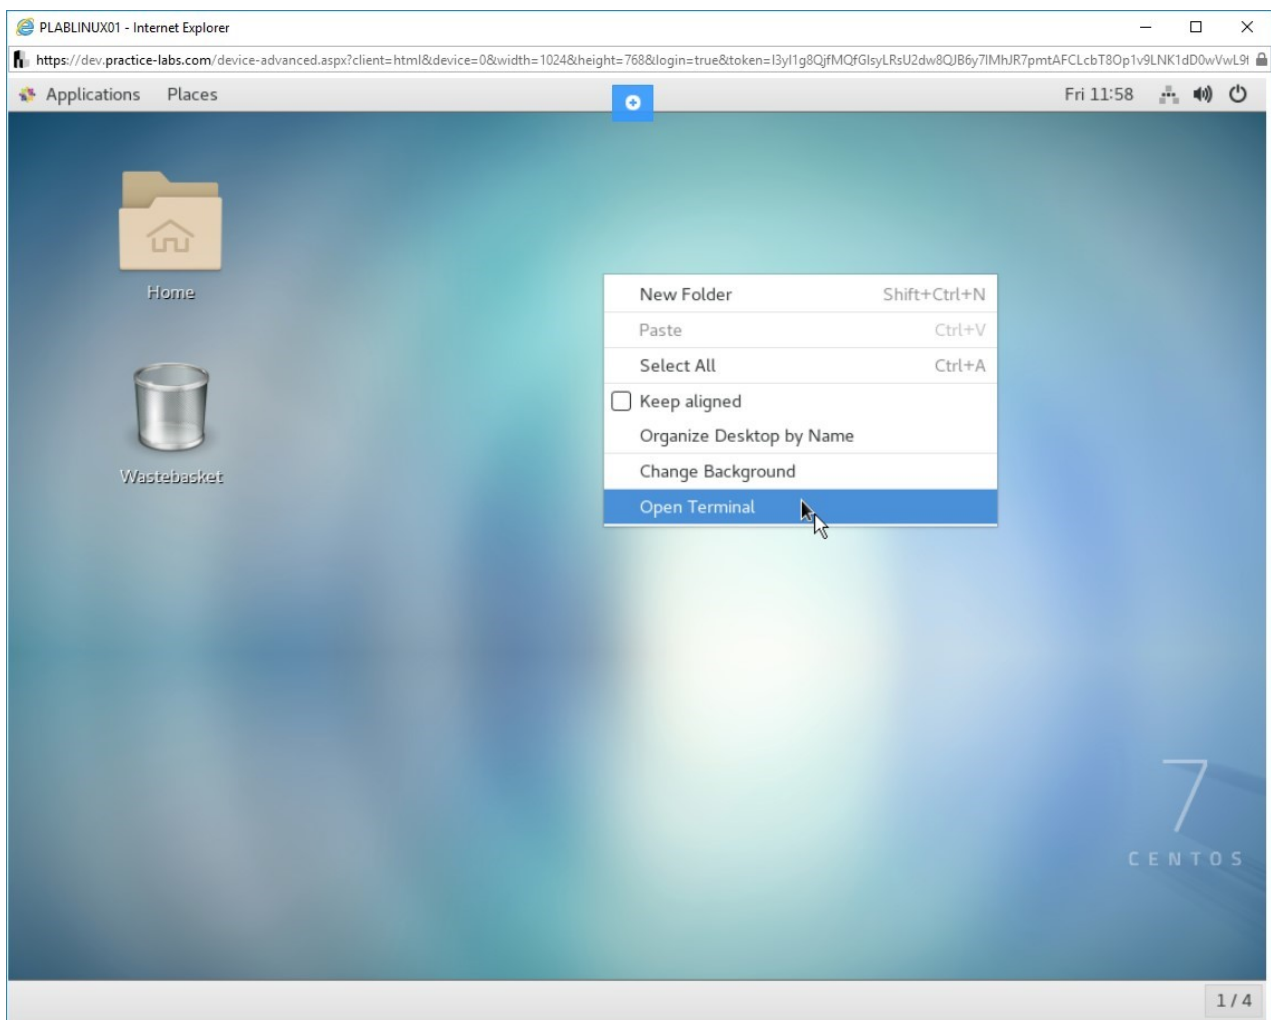 PLABLINUX01 - Internet Explorer
https://dev.practice-labs.com/device-advanced.aspx?client=html&device=0&width=1024&height=768&login=true&token=
Applications Places Fri 11:58
Home
Wastebasket
New Folder Shift+Ctrl+N
Paste Ctrl+V
Select All Ctrl+A
Keep aligned
Organize Desktop by Name
Change Background
Open Terminal
7
CENTOS
1 / 4